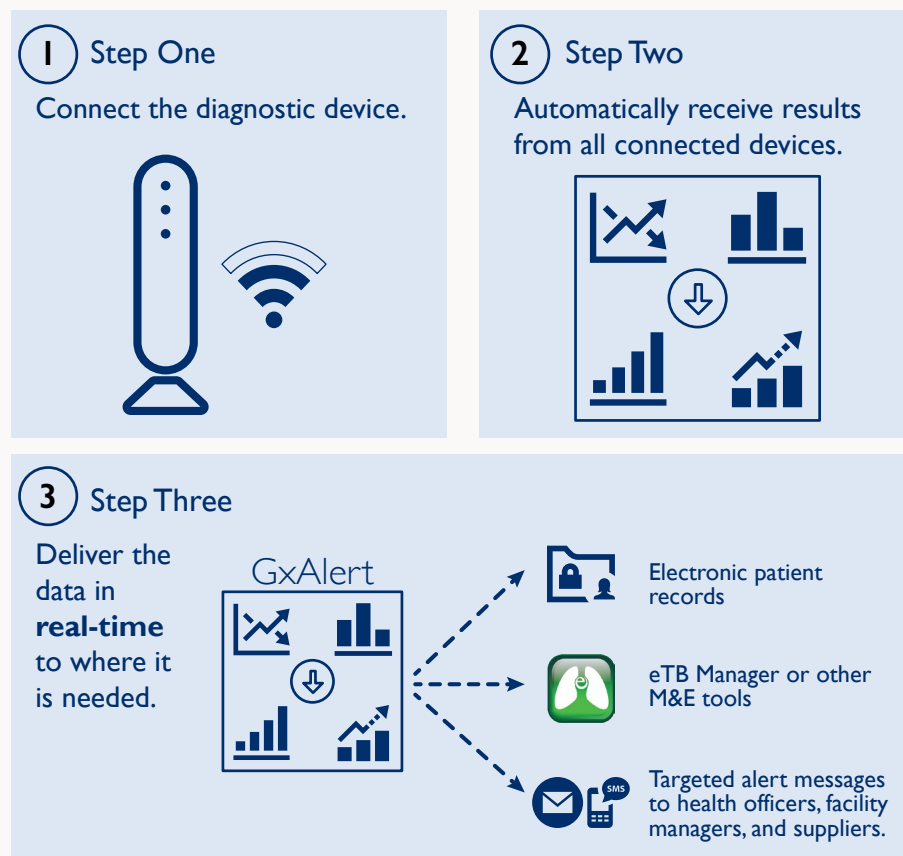 1 Step One
Connect the diagnostic device.
2 Step Two
Automatically receive results
from all connected devices.
3 Step Three
Deliver the
data in
real-time
to where it
is needed.
GxAlert
Electronic patient
records
e
eTB Manager or other
M&E tools
SMS
Targeted alert messages
to health officers, facility
managers, and suppliers.